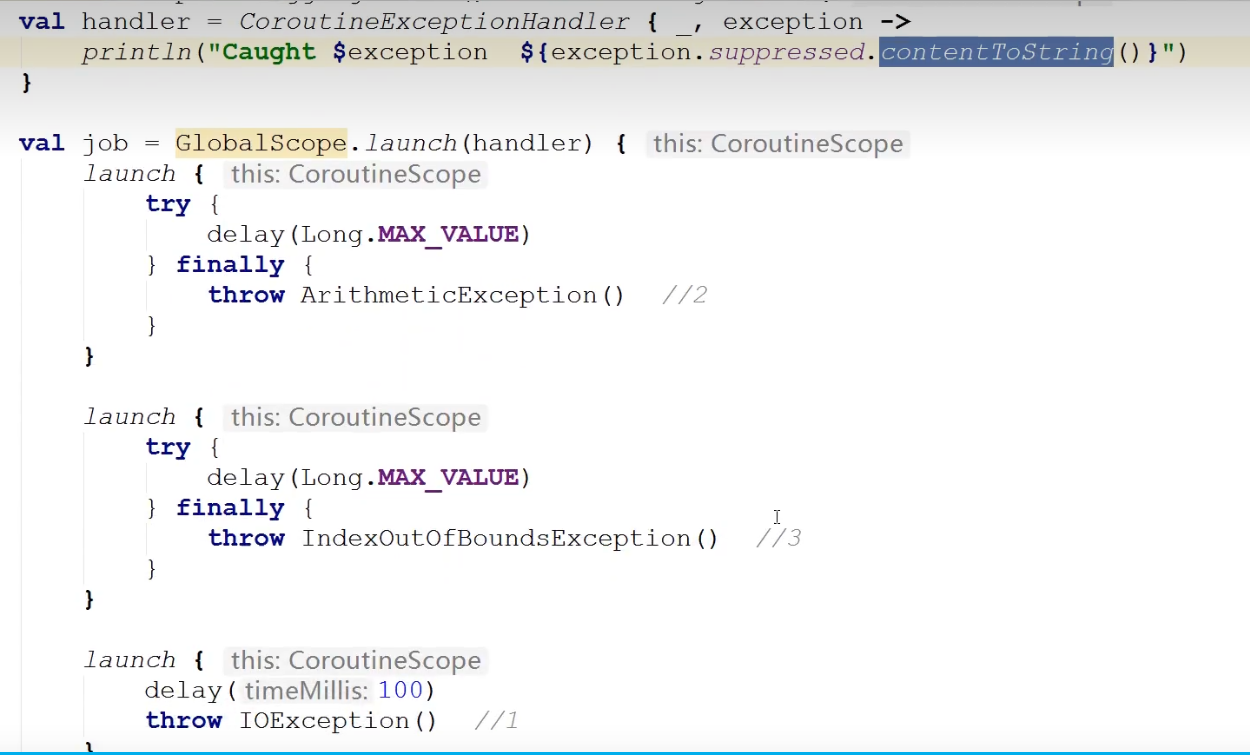 val handler = CoroutineExceptionHandler { _, exception ->
    println("Caught $exception  ${exception.suppressed.contentToString()}")
}

val job = GlobalScope.launch(handler) { this: CoroutineScope
    launch { this: CoroutineScope
        try {
            delay(Long.MAX_VALUE)
        } finally {
            throw ArithmeticException()  //2
        }
    }

    launch { this: CoroutineScope
        try {
            delay(Long.MAX_VALUE)
        } finally {
            throw IndexOutOfBoundsException()  //3
        }
    }

    launch { this: CoroutineScope
        delay( timeMillis: 100)
        throw IOException()  //1
    }